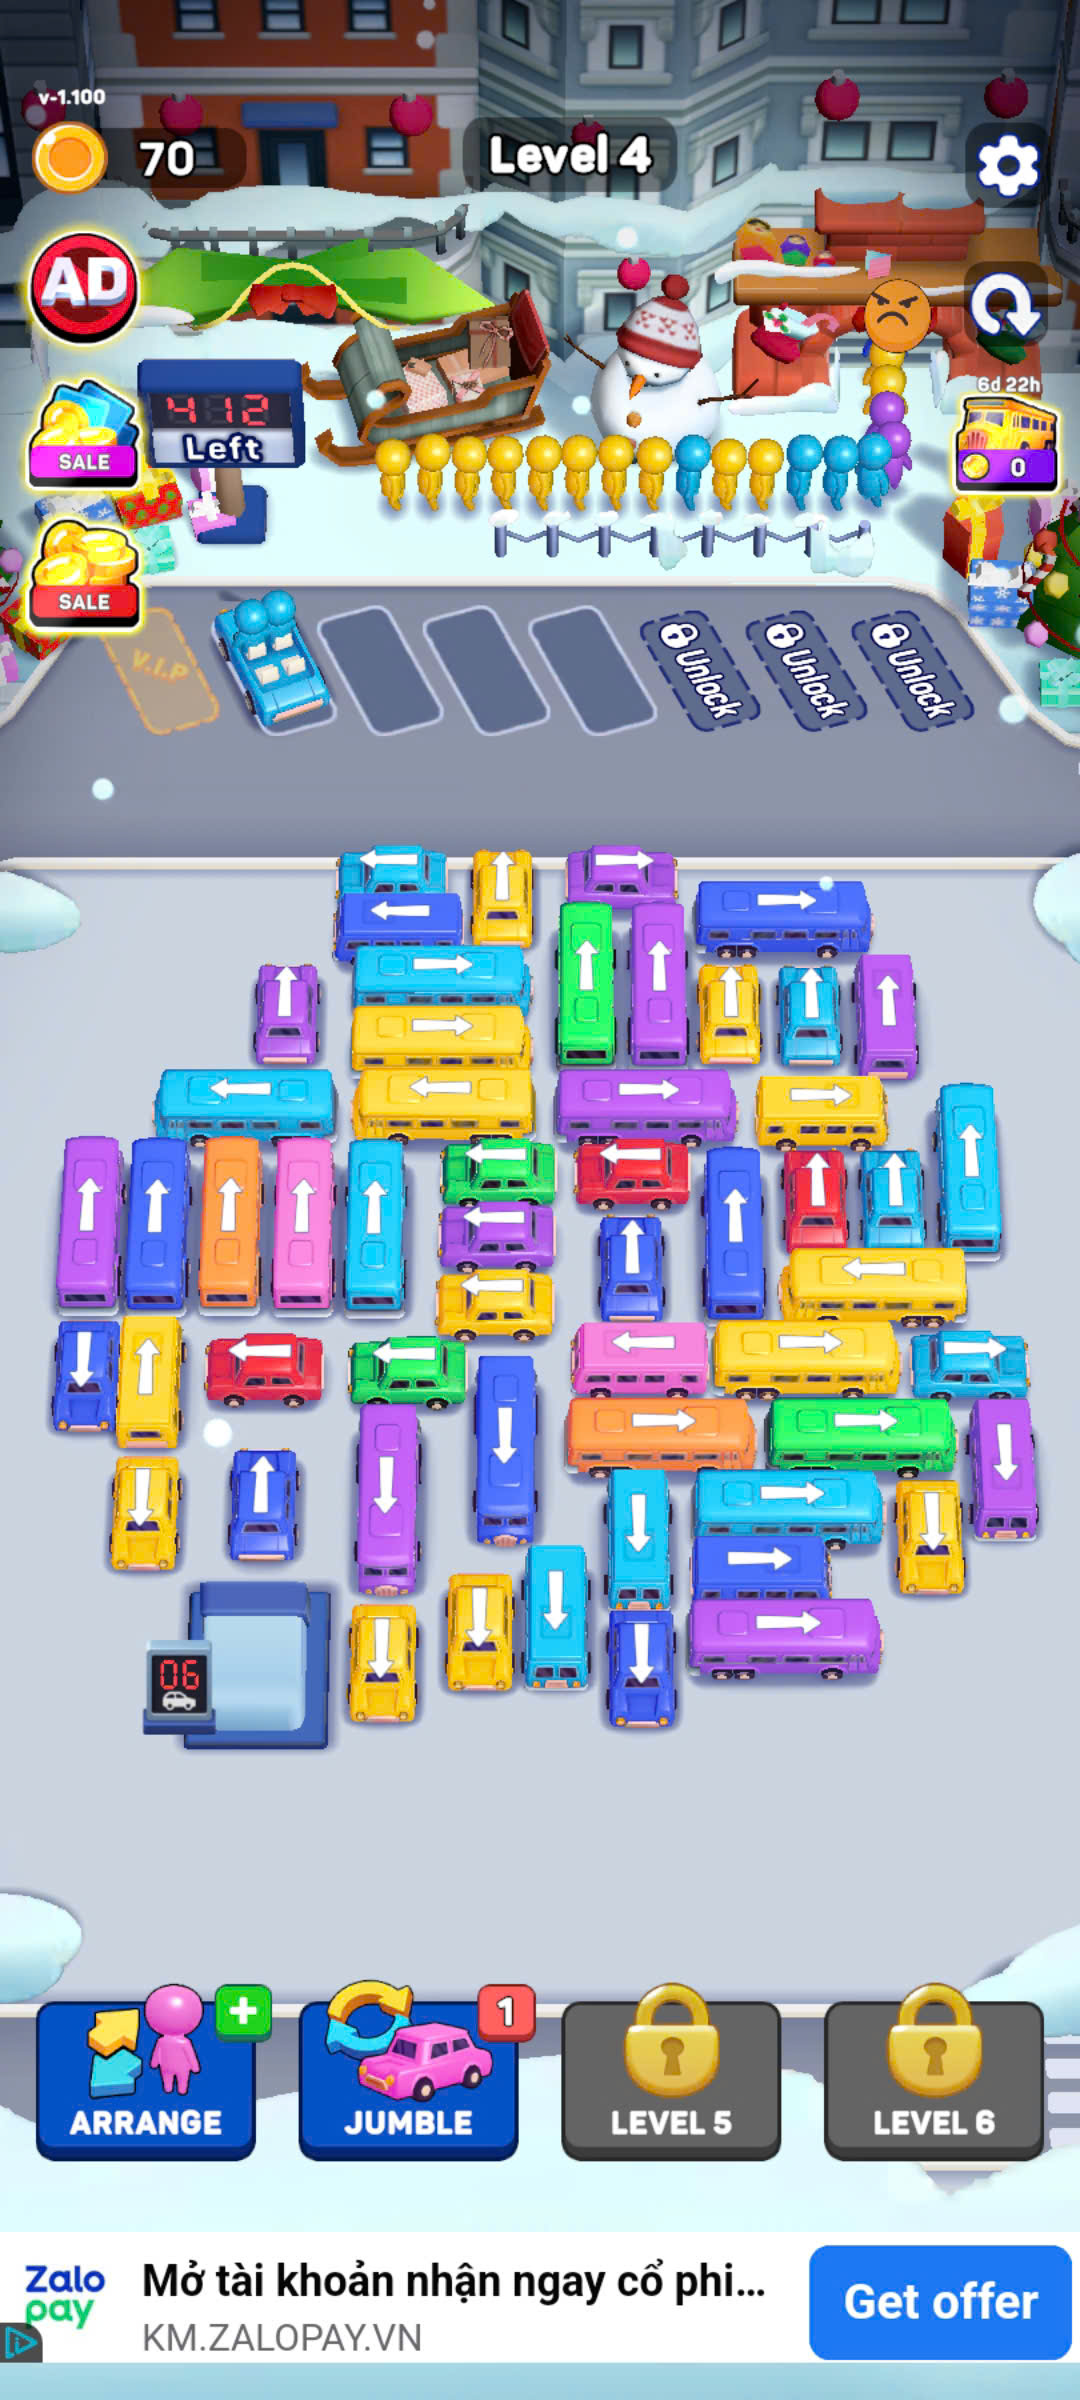 v-1.100
70
Level 4
AD
6d 22h
412
Left
SALE
0
SALE
V.I.P
Unlock
Unlock
Unlock
06
1
ARRANGE
JUMBLE
LEVEL 5
LEVEL 6
Zalo
pay
Mở tài khoản nhận ngay cổ phi...
KM.ZALOPAY.VN
Get offer